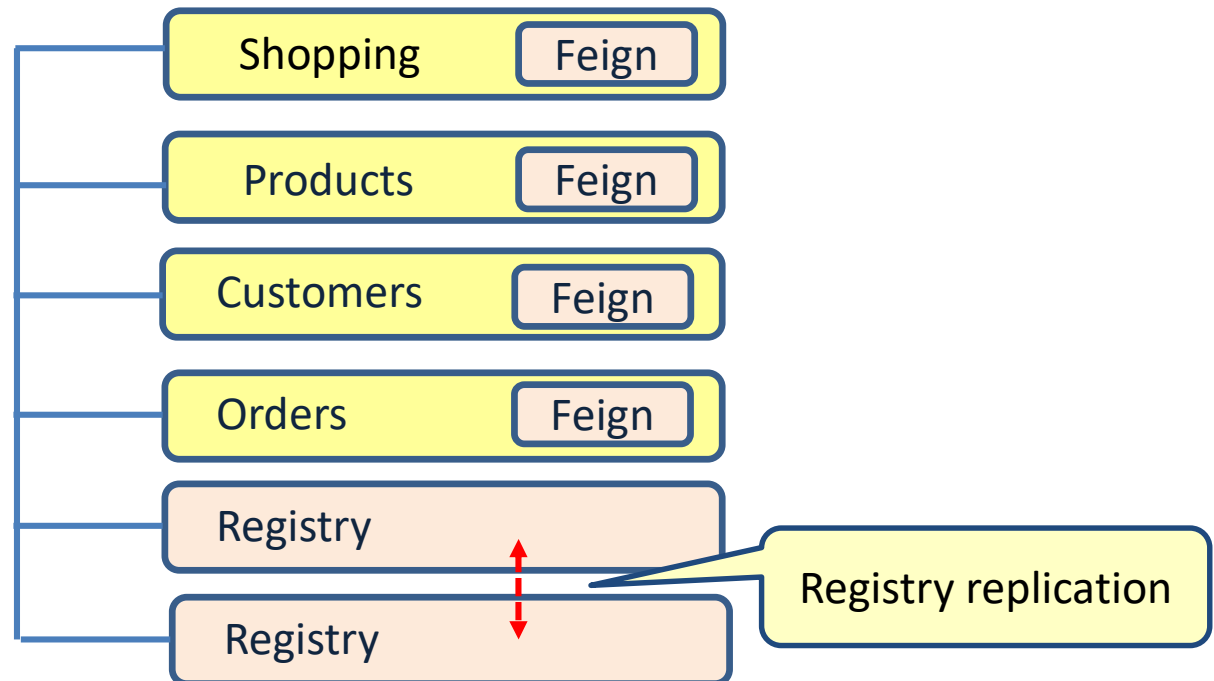 Shopping
Feign
Products
Feign
Customers
Feign
Orders
Feign
Registry
Registry replication
Registry